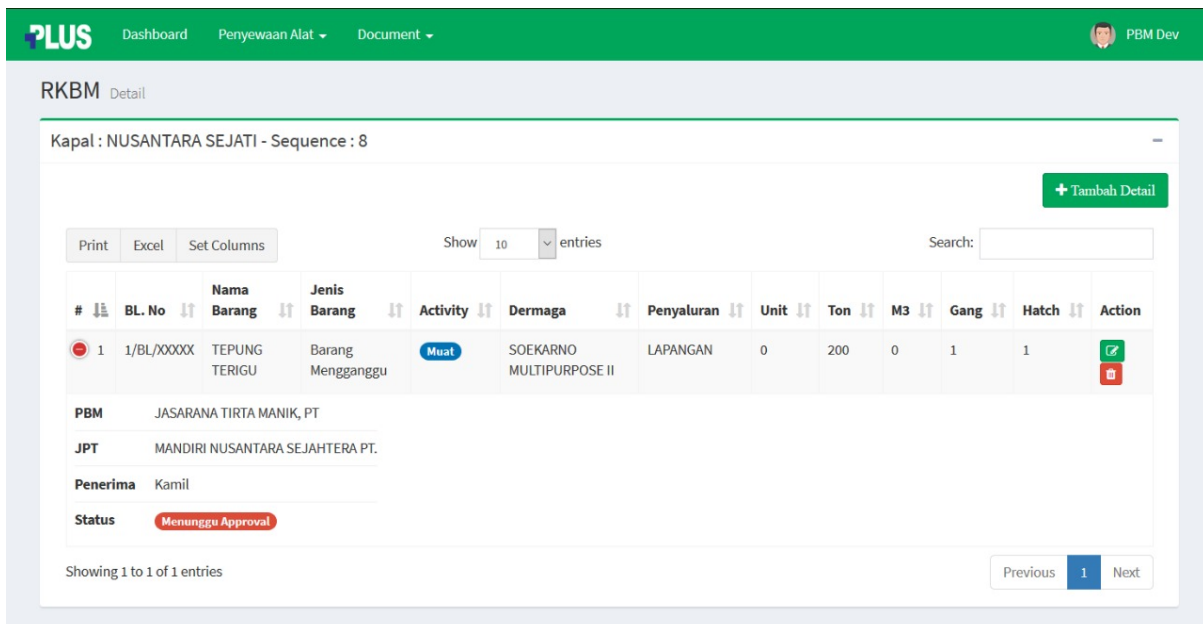 PLUS Dashboard Penyewaan Alat Document PBM Dev
RKBM Detail
Kapal : NUSANTARA SEJATI - Sequence : 8
Tambah Detail
Print Excel Set Columns Show 10 entries Search:
# BL. No Nama Barang Jenis Barang Activity Dermaga Penyaluran Unit Ton M3 Gang Hatch Action
1 1/BL/XXXXX TEPUNG TERIGU Barang Mengganggu Muat SOEKARNO MULTIPURPOSE II LAPANGAN 0 200 0 1 1
PBM JASARANA TIRTA MANIK, PT
JPT MANDIRI NUSANTARA SEJAHTERA PT.
Penerima Kamil
Status Menunggu Approval
Showing 1 to 1 of 1 entries Previous 1 Next